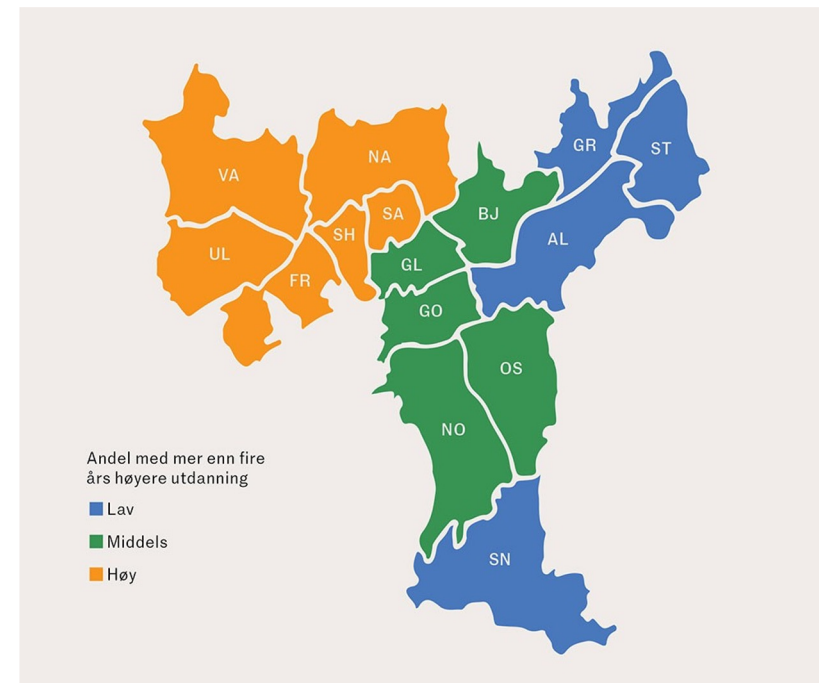 GR
ST
NA
VA
SA
BJ
SH
AL
UL
GL
FR
GO
OS
NO
Andel med mer enn fire
års høyere utdanning
Lav
Middels
Høy
SN